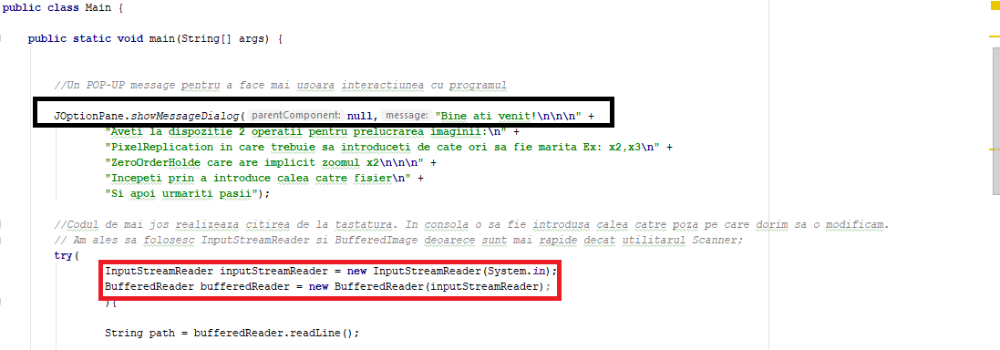 public class Main {
public static void main(String[] args) {
//Un POP-UP message pentru a face mai usoara interactiunea cu programul
JOptionPane.showMessageDialog( parentComponent: null, message: "Bine ati venit!\n\n\n" +
"Aveti la dispozitie 2 operatii pentru prelucrarea imaginii:\n" +
"PixelReplication in care trebuie sa introduceti de cate ori sa fie marita Ex: x2,x3\n" +
"ZeroOrderHolde care are implicit zoomul x2\n\n\n" +
"Incepeti prin a introduce calea catre fisier\n" +
"Si apoi urmariti pasii");
//Codul de mai jos realizeaza citirea de la tastatura. In consola o sa fie introdusa calea catre poza pe care dorim sa o modificam.
// Am ales sa folosesc InputStreamReader si BufferedImage deoarece sunt mai rapide decat utilitarul Scanner;
try(
InputStreamReader inputStreamReader = new InputStreamReader(System.in);
BufferedReader bufferedReader = new BufferedReader(inputStreamReader);
){
String path = bufferedReader.readLine();